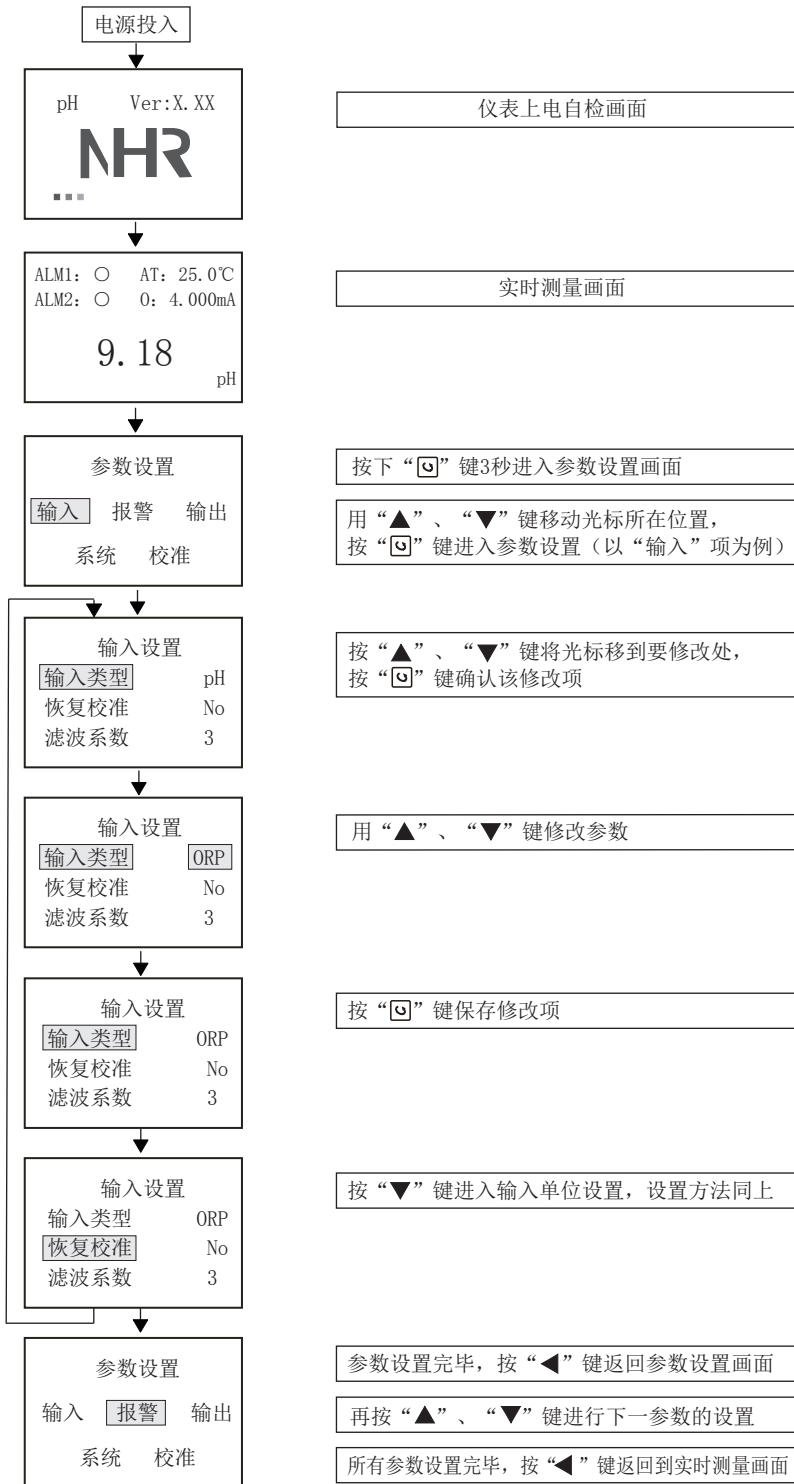 电源投入
pH Ver:X.XX
NHR
仪表上电自检画面
ALM1: ○ AT: 25.0℃
ALM2: ○ O: 4.000mA
9.18
pH
实时测量画面
参数设置
输入 报警 输出
系统 校准
按下“”键3秒进入参数设置画面
用“▲”、“▼”键移动光标所在位置，
按“”键进入参数设置（以“输入”项为例）
输入设置
输入类型 pH
恢复校准 No
滤波系数 3
按“▲”、“▼”键将光标移到要修改处，
按“”键确认该修改项
输入设置
输入类型 ORP
恢复校准 No
滤波系数 3
用“▲”、“▼”键修改参数
输入设置
输入类型 ORP
恢复校准 No
滤波系数 3
按“”键保存修改项
输入设置
输入类型 ORP
恢复校准 No
滤波系数 3
按“▼”键进入输入单位设置，设置方法同上
参数设置
输入 报警 输出
系统 校准
参数设置完毕，按“◀”键返回参数设置画面
再按“▲”、“▼”键进行下一参数的设置
所有参数设置完毕，按“◀”键返回到实时测量画面